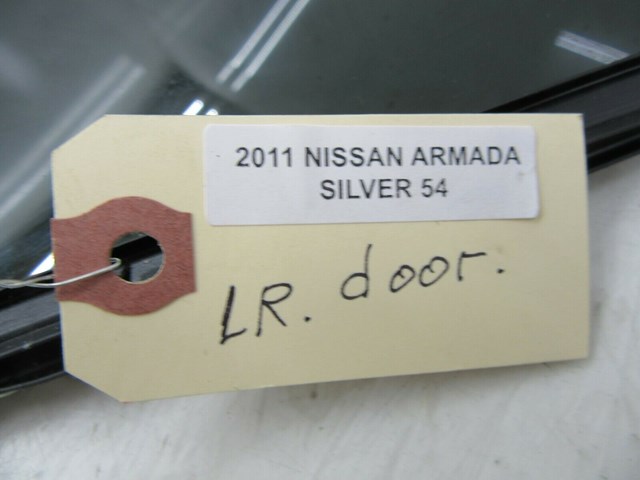 2011 NISSAN ARMADA
SILVER 54
LR. door.